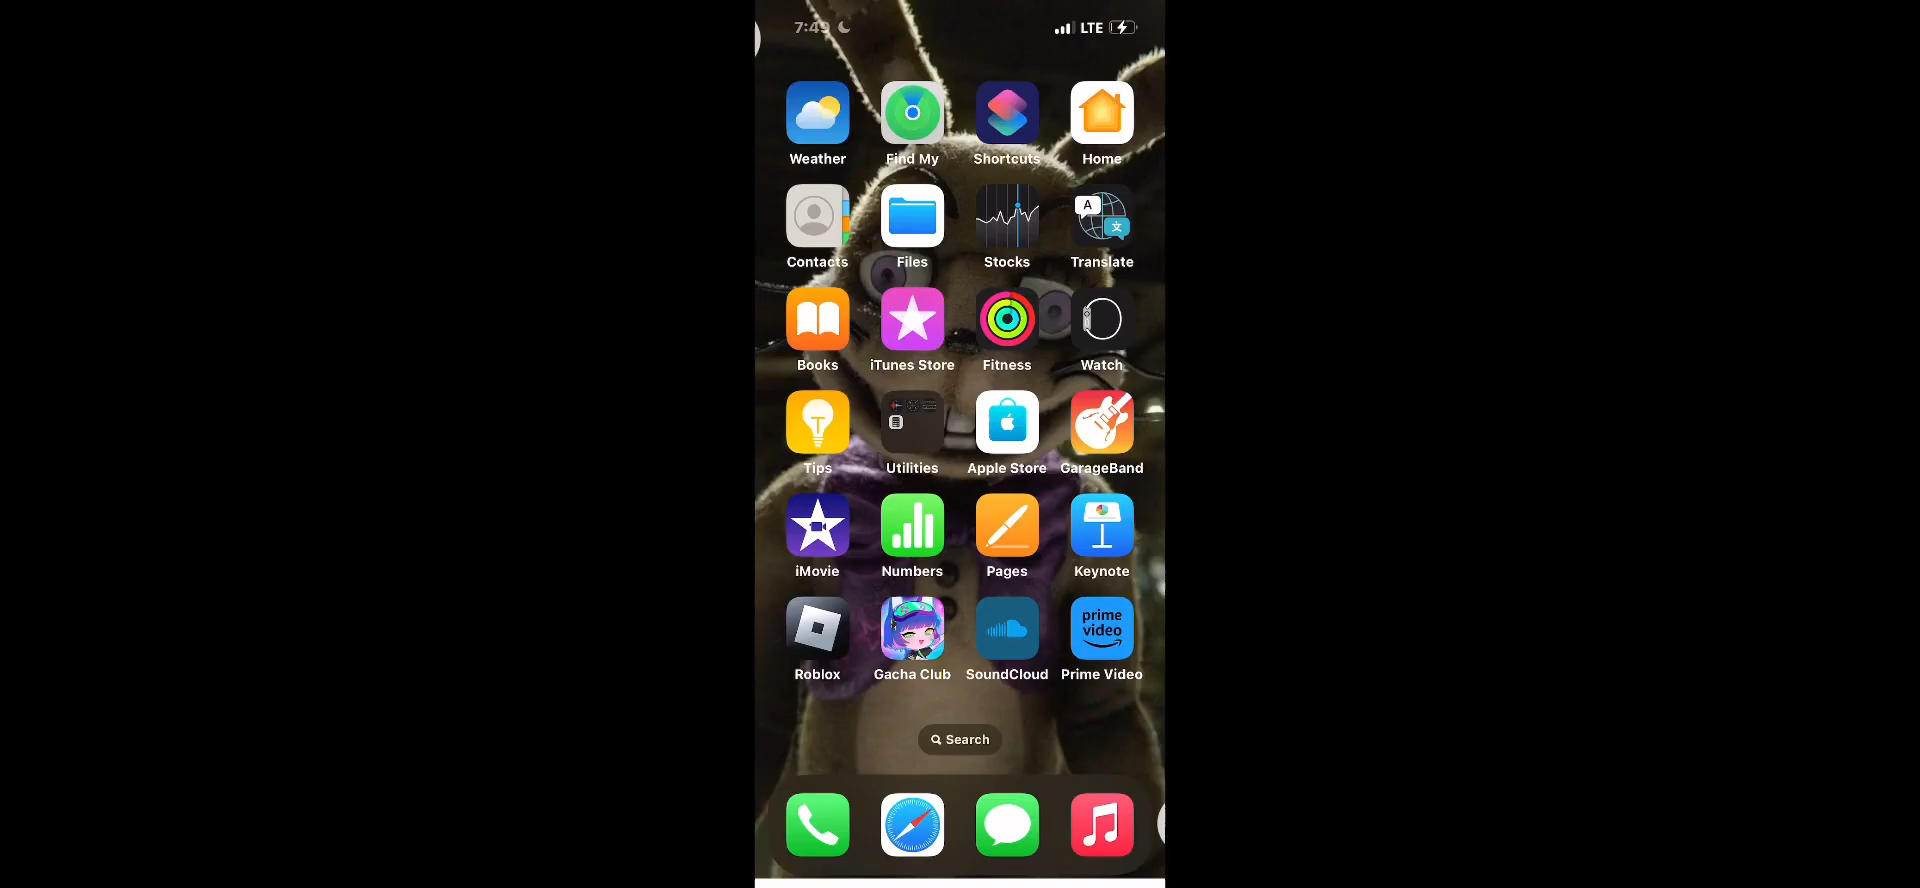 7:49 LTE
Weather Find My Shortcuts Home
A 文
Contacts Files Stocks Translate
Books iTunes Store Fitness Watch
Tips Utilities Apple Store GarageBand
iMovie Numbers Pages Keynote
prime
video
Roblox Gacha Club SoundCloud Prime Video
Search